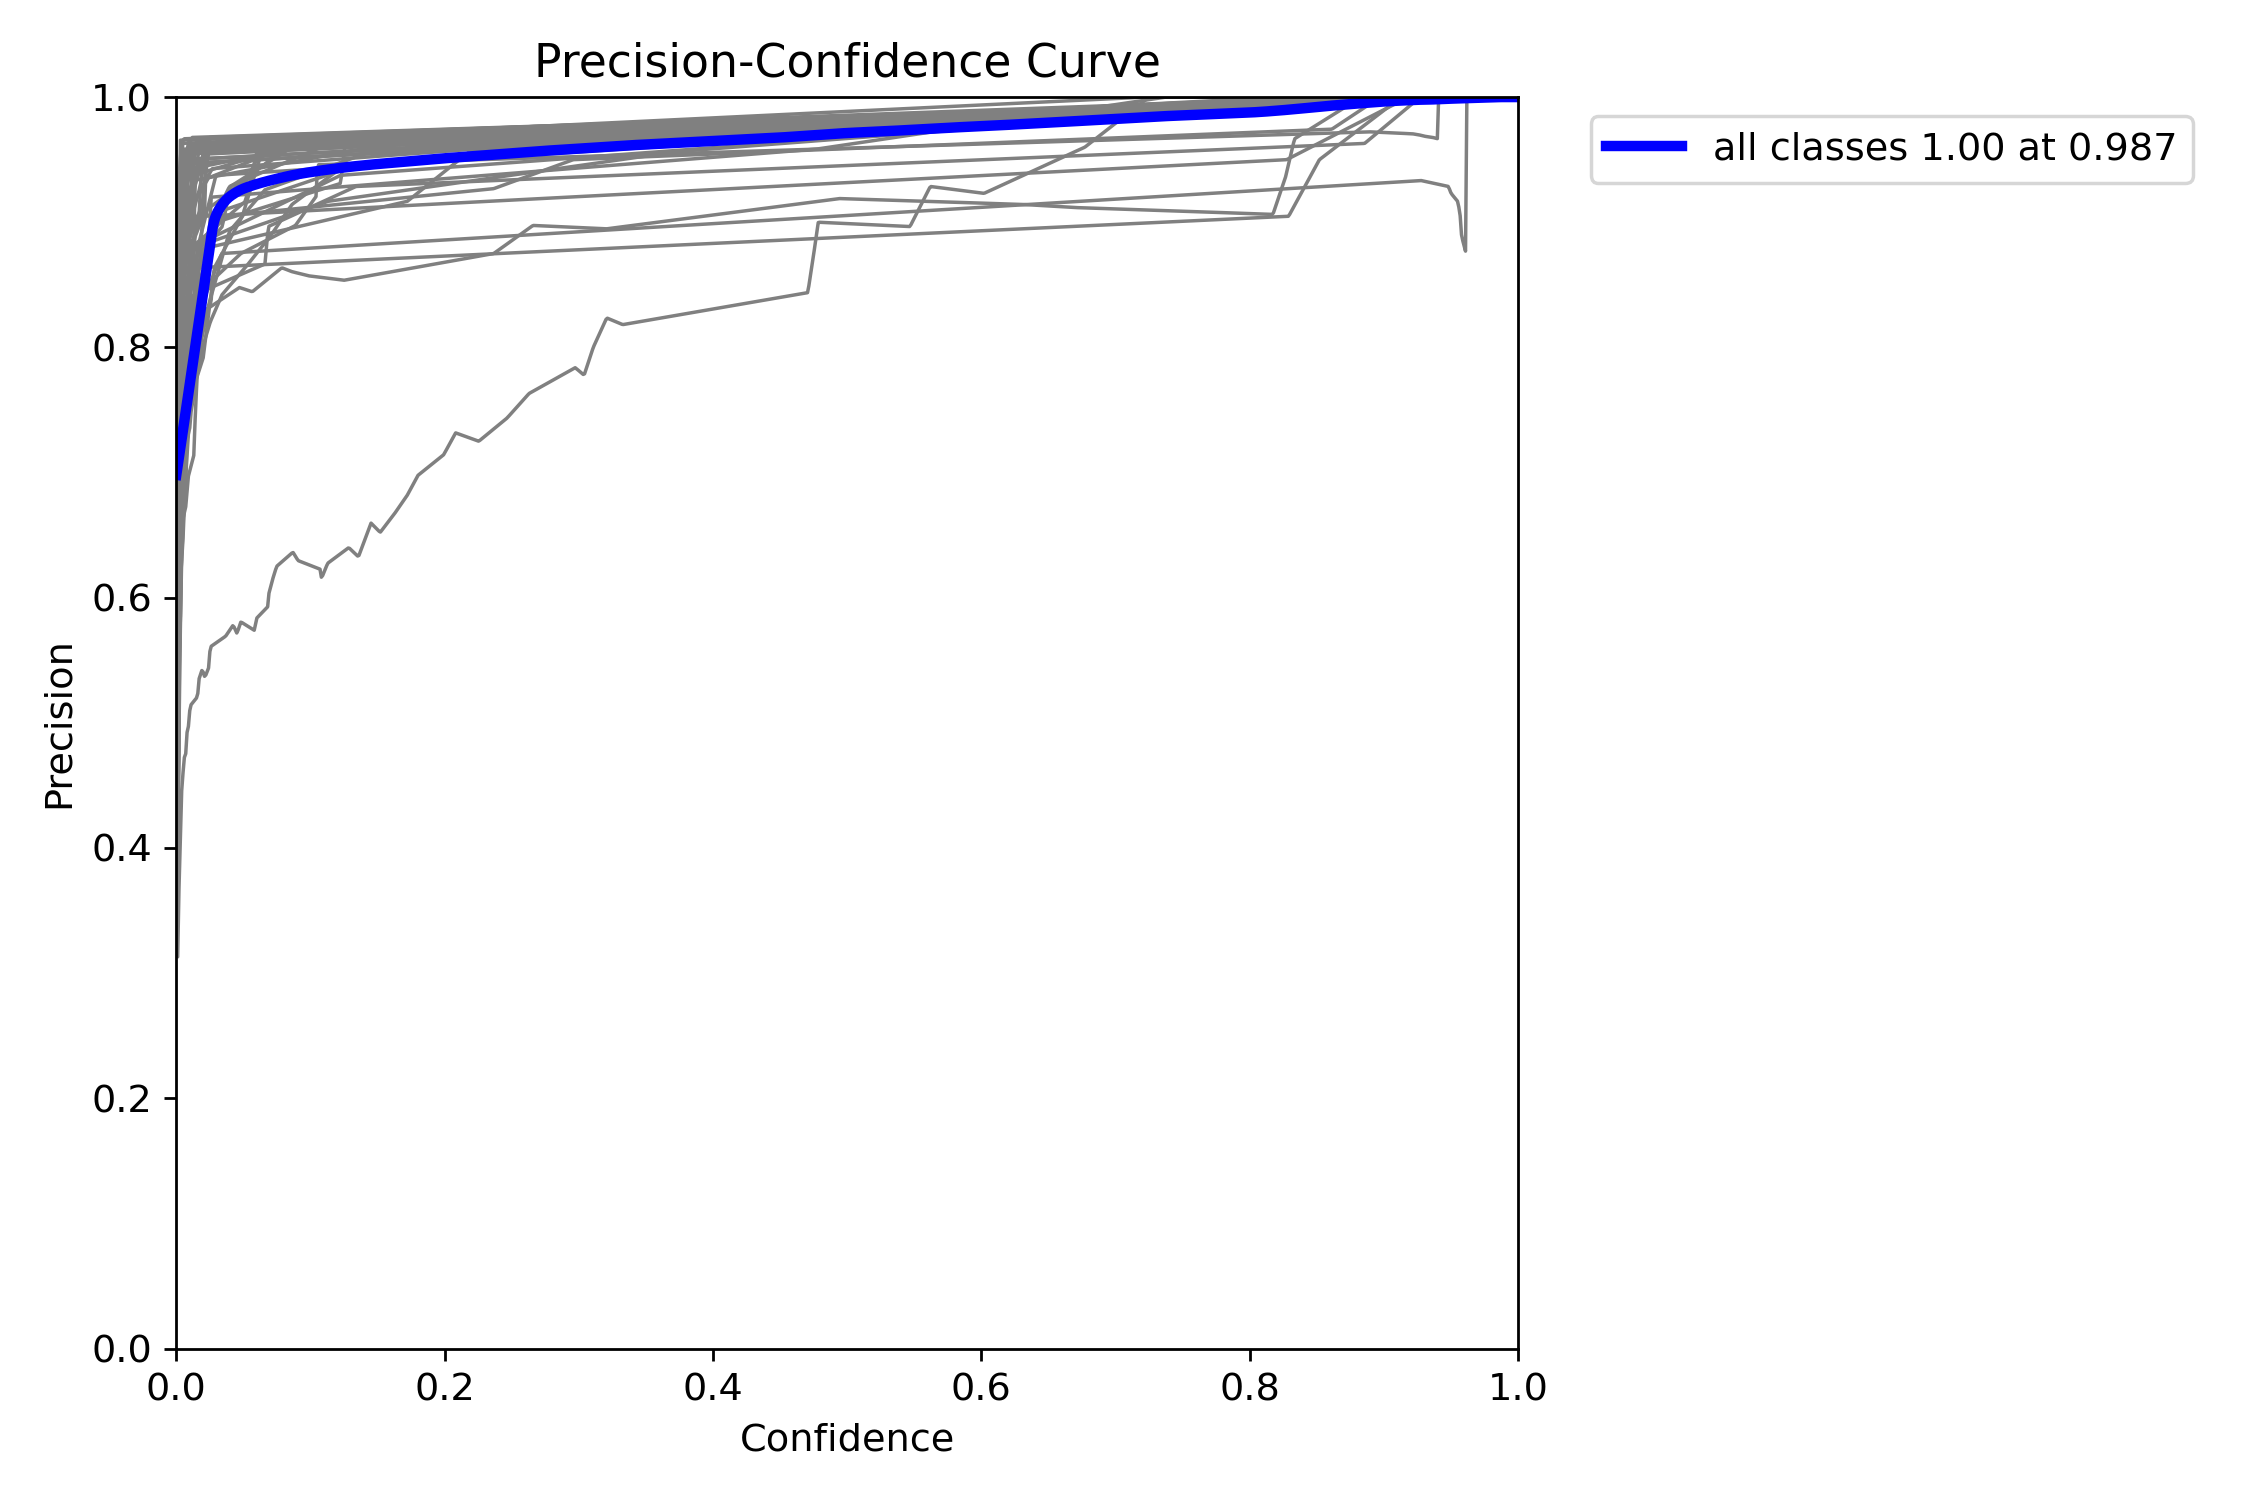 Precision-Confidence Curve
1.0
0.8
0.6
0.4
0.2
0.0
Precision
0.0 0.2 0.4 0.6 0.8 1.0
Confidence
all classes 1.00 at 0.987